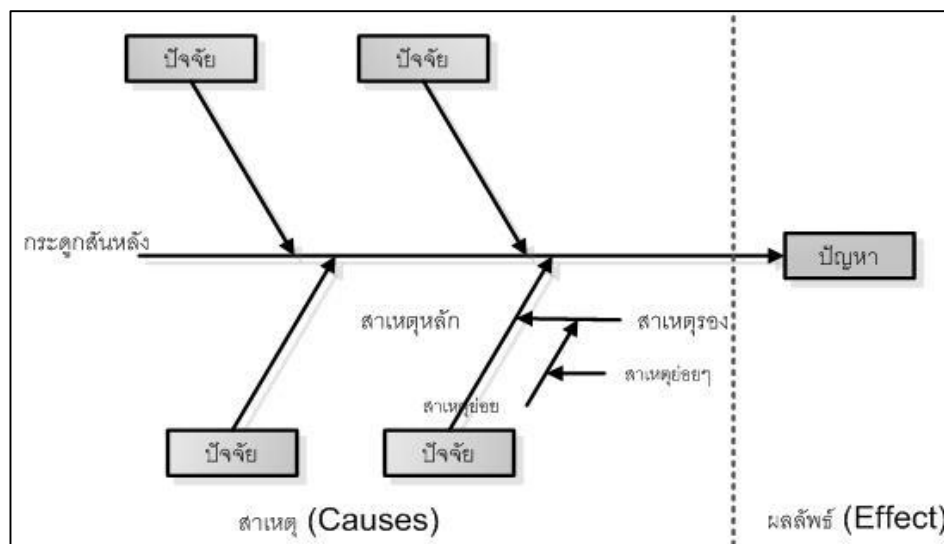 ปัจจัย
ปัจจัย
กระดูกสันหลัง
ปัญหา
สาเหตุหลัก
สาเหตุรอง
สาเหตุย่อยๆ
สาเหตุย่อย
ปัจจัย
ปัจจัย
สาเหตุ (Causes)
ผลลัพธ์ (Effect)